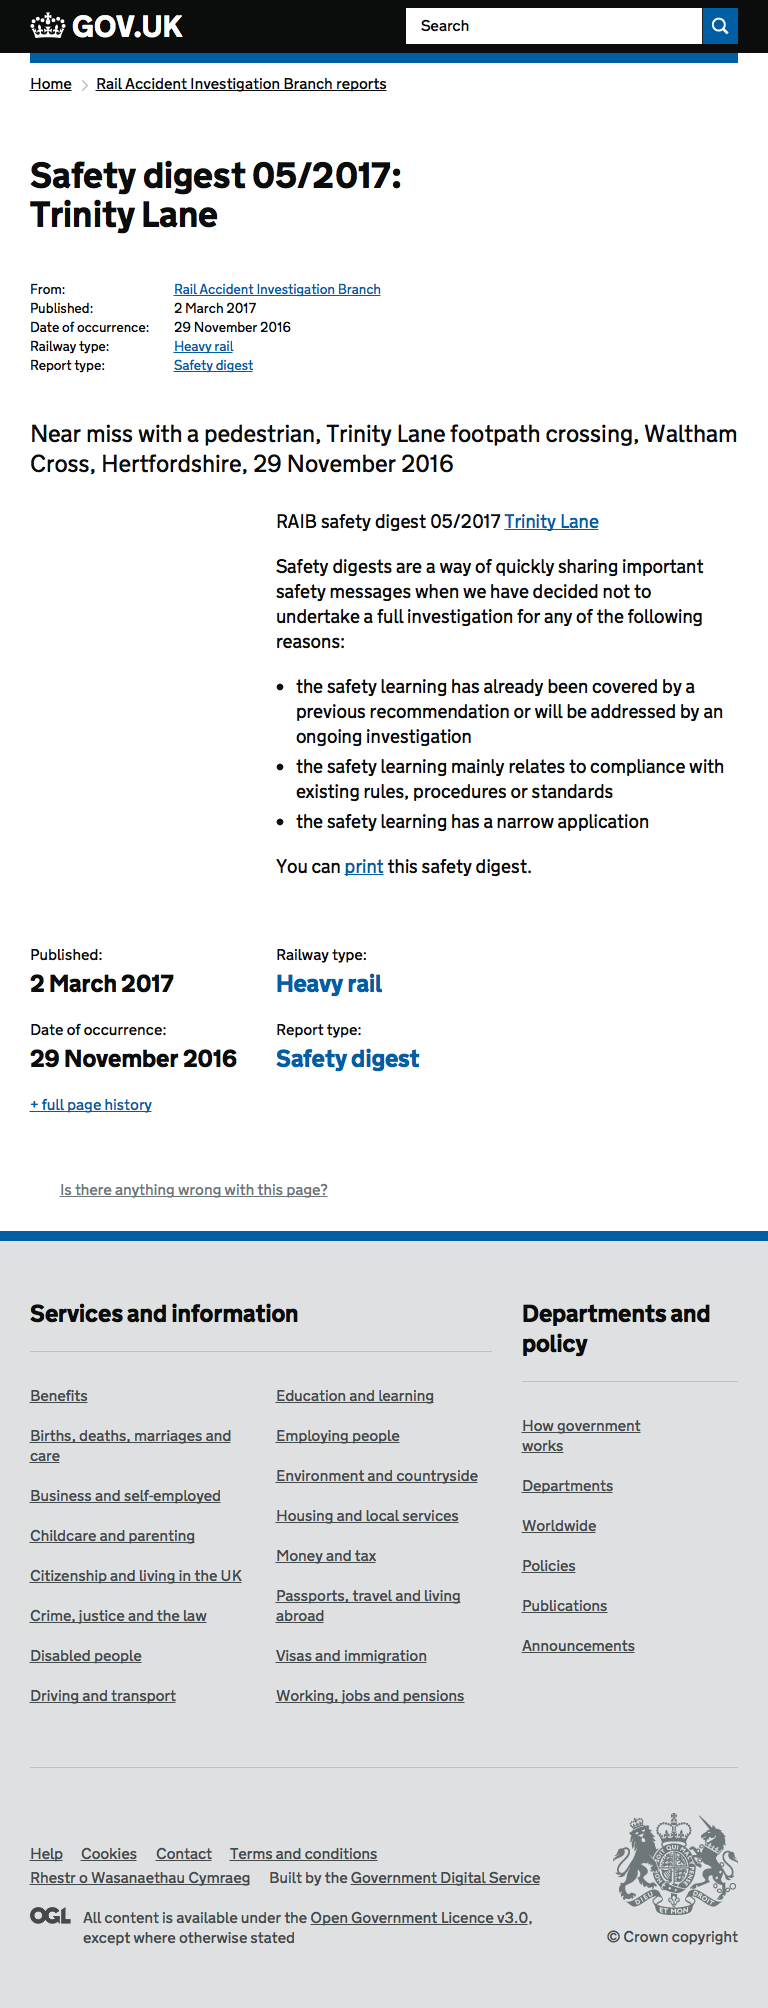 GOV.UK
Search
Home
Rail Accident Investigation Branch reports
Safety digest 05/2017:
Trinity Lane
From: Rail Accident Investigation Branch
Published: 2 March 2017
Date of occurrence: 29 November 2016
Railway type: Heavy rail
Report type: Safety digest
Near miss with a pedestrian, Trinity Lane footpath crossing, Waltham
Cross, Hertfordshire, 29 November 2016
RAIB safety digest 05/2017 Trinity Lane
Safety digests are a way of quickly sharing important
safety messages when we have decided not to
undertake a full investigation for any of the following
reasons:
• the safety learning has already been covered by a
previous recommendation or will be addressed by an
ongoing investigation
• the safety learning mainly relates to compliance with
existing rules, procedures or standards
• the safety learning has a narrow application
You can print this safety digest.
Published:
2 March 2017
Railway type:
Heavy rail
Date of occurrence:
29 November 2016
Report type:
Safety digest
+ full page history
Is there anything wrong with this page?
Services and information
Benefits
Births, deaths, marriages and
care
Business and self-employed
Childcare and parenting
Citizenship and living in the UK
Crime, justice and the law
Disabled people
Driving and transport
Education and learning
Employing people
Environment and countryside
Housing and local services
Money and tax
Passports, travel and living
abroad
Visas and immigration
Working, jobs and pensions
Departments and
policy
How government
works
Departments
Worldwide
Policies
Publications
Announcements
Help Cookies Contact Terms and conditions
Rhestr o Wasanaethau Cymraeg Built by the Government Digital Service
OGL
All content is available under the Open Government Licence v3.0,
except where otherwise stated
© Crown copyright